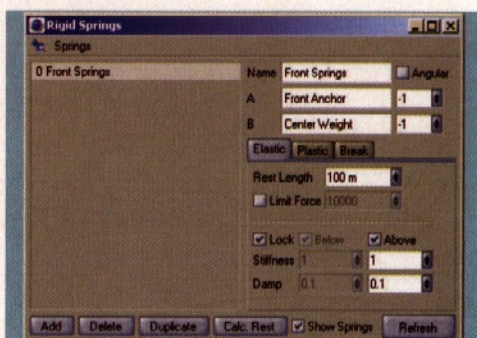 Rigid Springs
Springs
0 Front Springs
Name Front Springs Angular
A Front Anchor -1
B Center Weight -1
Elastic Plastic Break
Rest Length 100 m
Limit Force 10000
Lock Below Above
Stiffness 1 1
Damp 0.1 0.1
Add Delete Duplicate Calc. Rest Show Springs Refresh